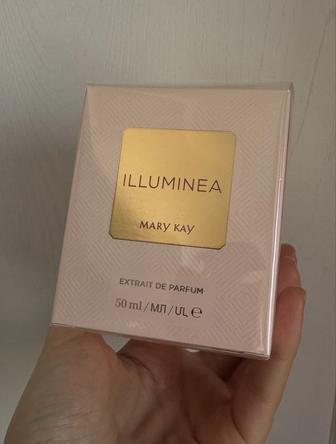 ILLUMINEA
MARY KAY
EXTRAIT DE PARFUM
50 ml / МЛ / UL ℮